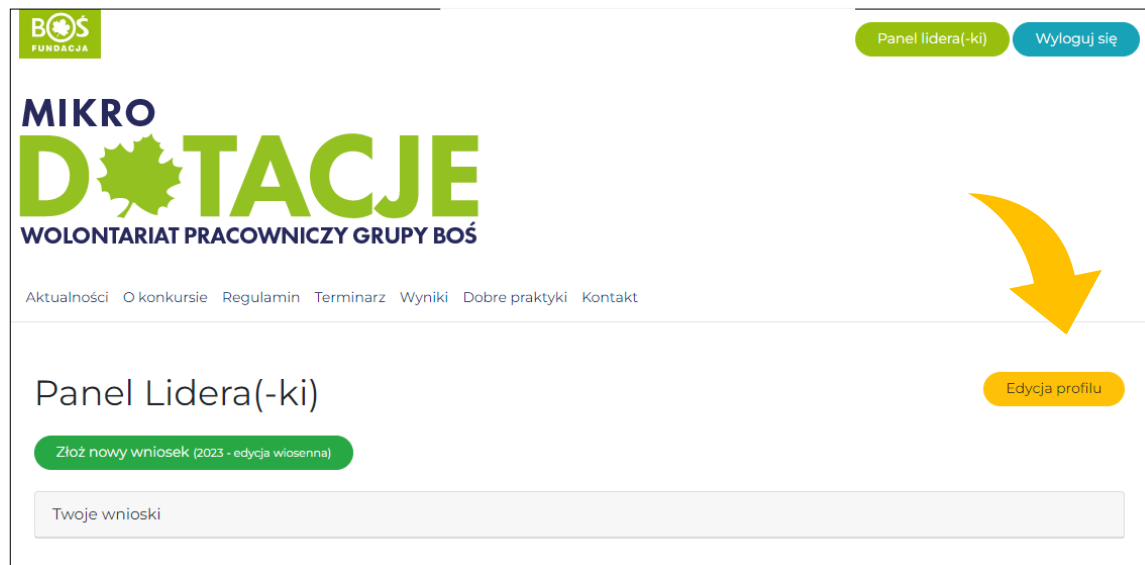 BOŚ
FUNDACJA
Panel lidera(-ki)
Wyloguj się
MIKRO
DOTACJE
WOLONTARIAT PRACOWNICZY GRUPY BOŚ
Aktualności O konkursie Regulamin Terminarz Wyniki Dobre praktyki Kontakt
Panel Lidera(-ki)
Edycja profilu
Złoż nowy wniosek (2023 - edycja wiosenna)
Twoje wnioski